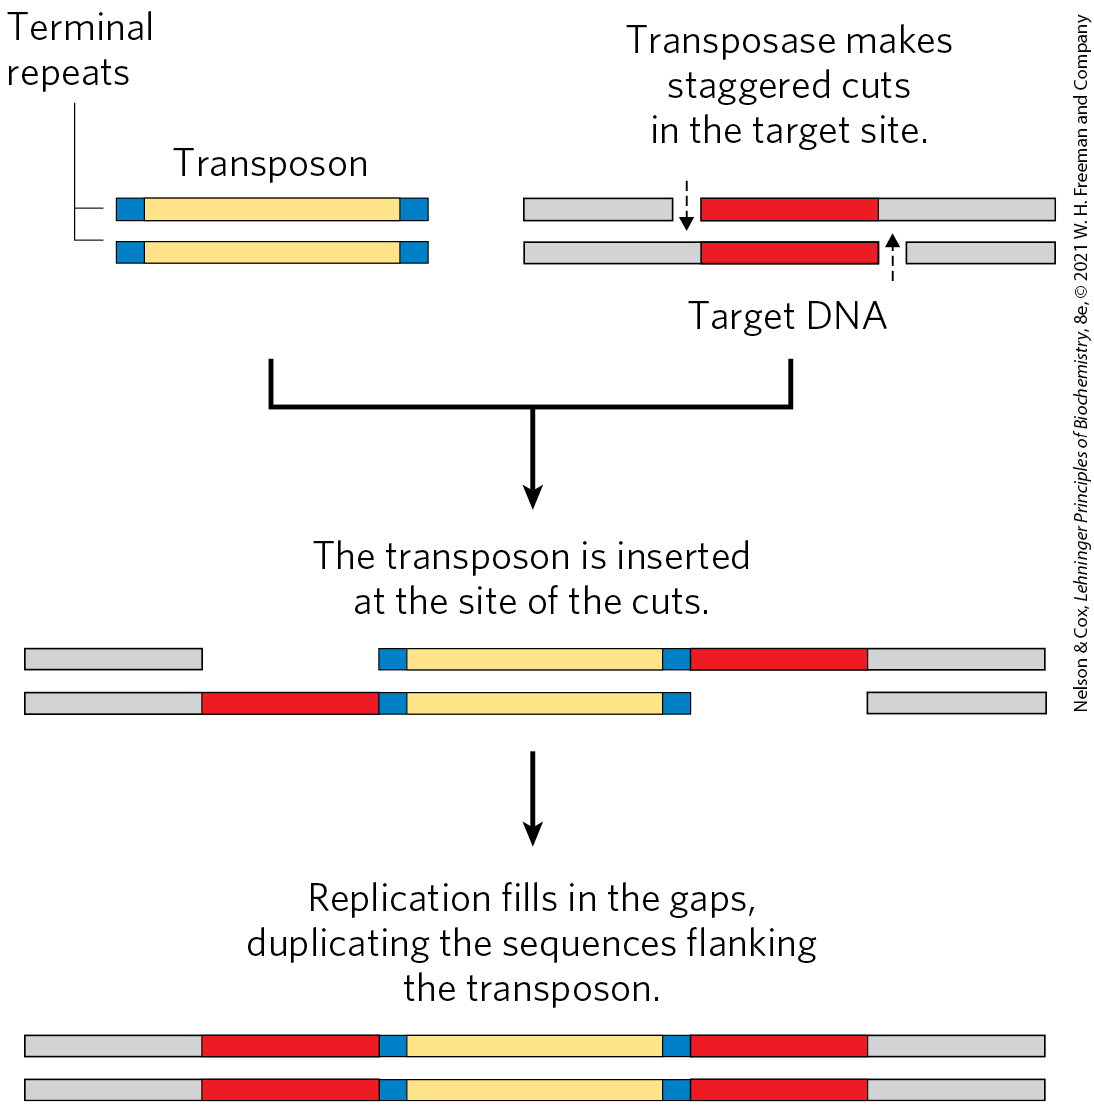 Terminal
repeats
Transposon
Transposase makes
staggered cuts
in the target site.
Target DNA
The transposon is inserted
at the site of the cuts.
Replication fills in the gaps,
duplicating the sequences flanking
the transposon.
Nelson & Cox, Lehninger Principles of Biochemistry, 8e, © 2021 W. H. Freeman and Company